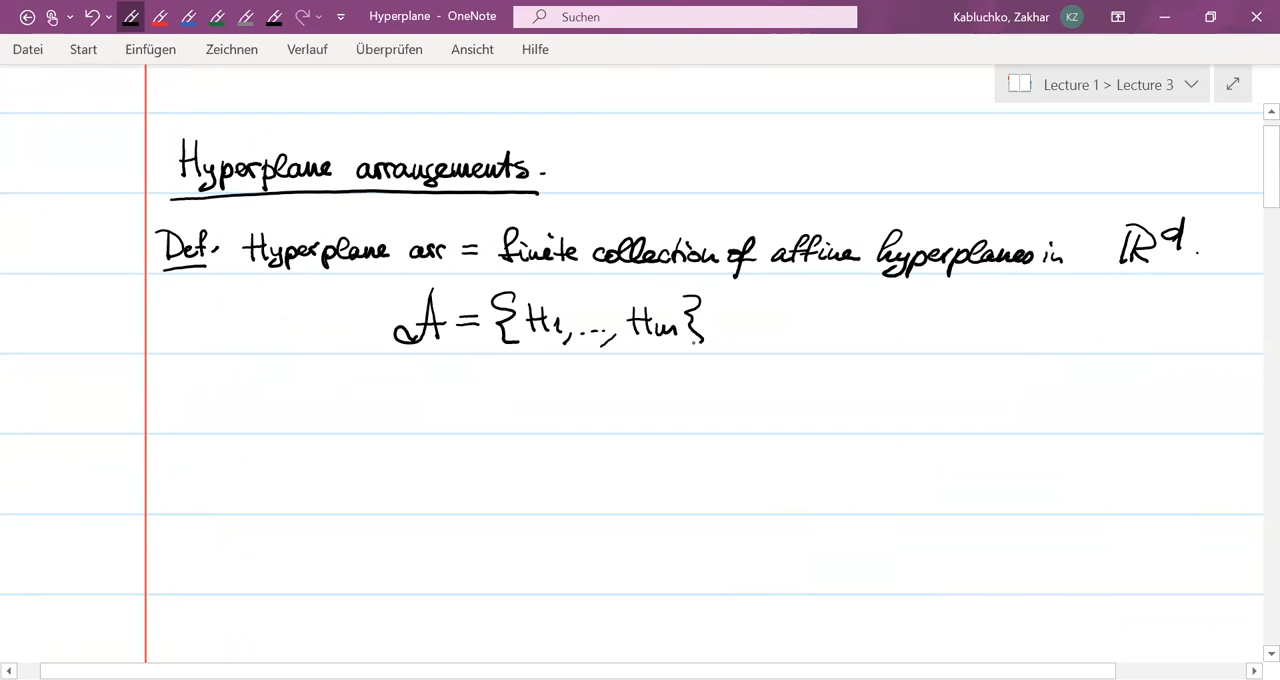 Hyperplane - OneNote
Suchen
Kabluchko, Zakhar
KZ
Datei Start Einfügen Zeichnen Verlauf Überprüfen Ansicht Hilfe
Lecture 1 > Lecture 3
Hyperplane arrangements.
Def. Hyperplane arr = finite collection of affine hyperplanes in ℝᵈ.
𝒜 = {H₁, ..., Hₘ}